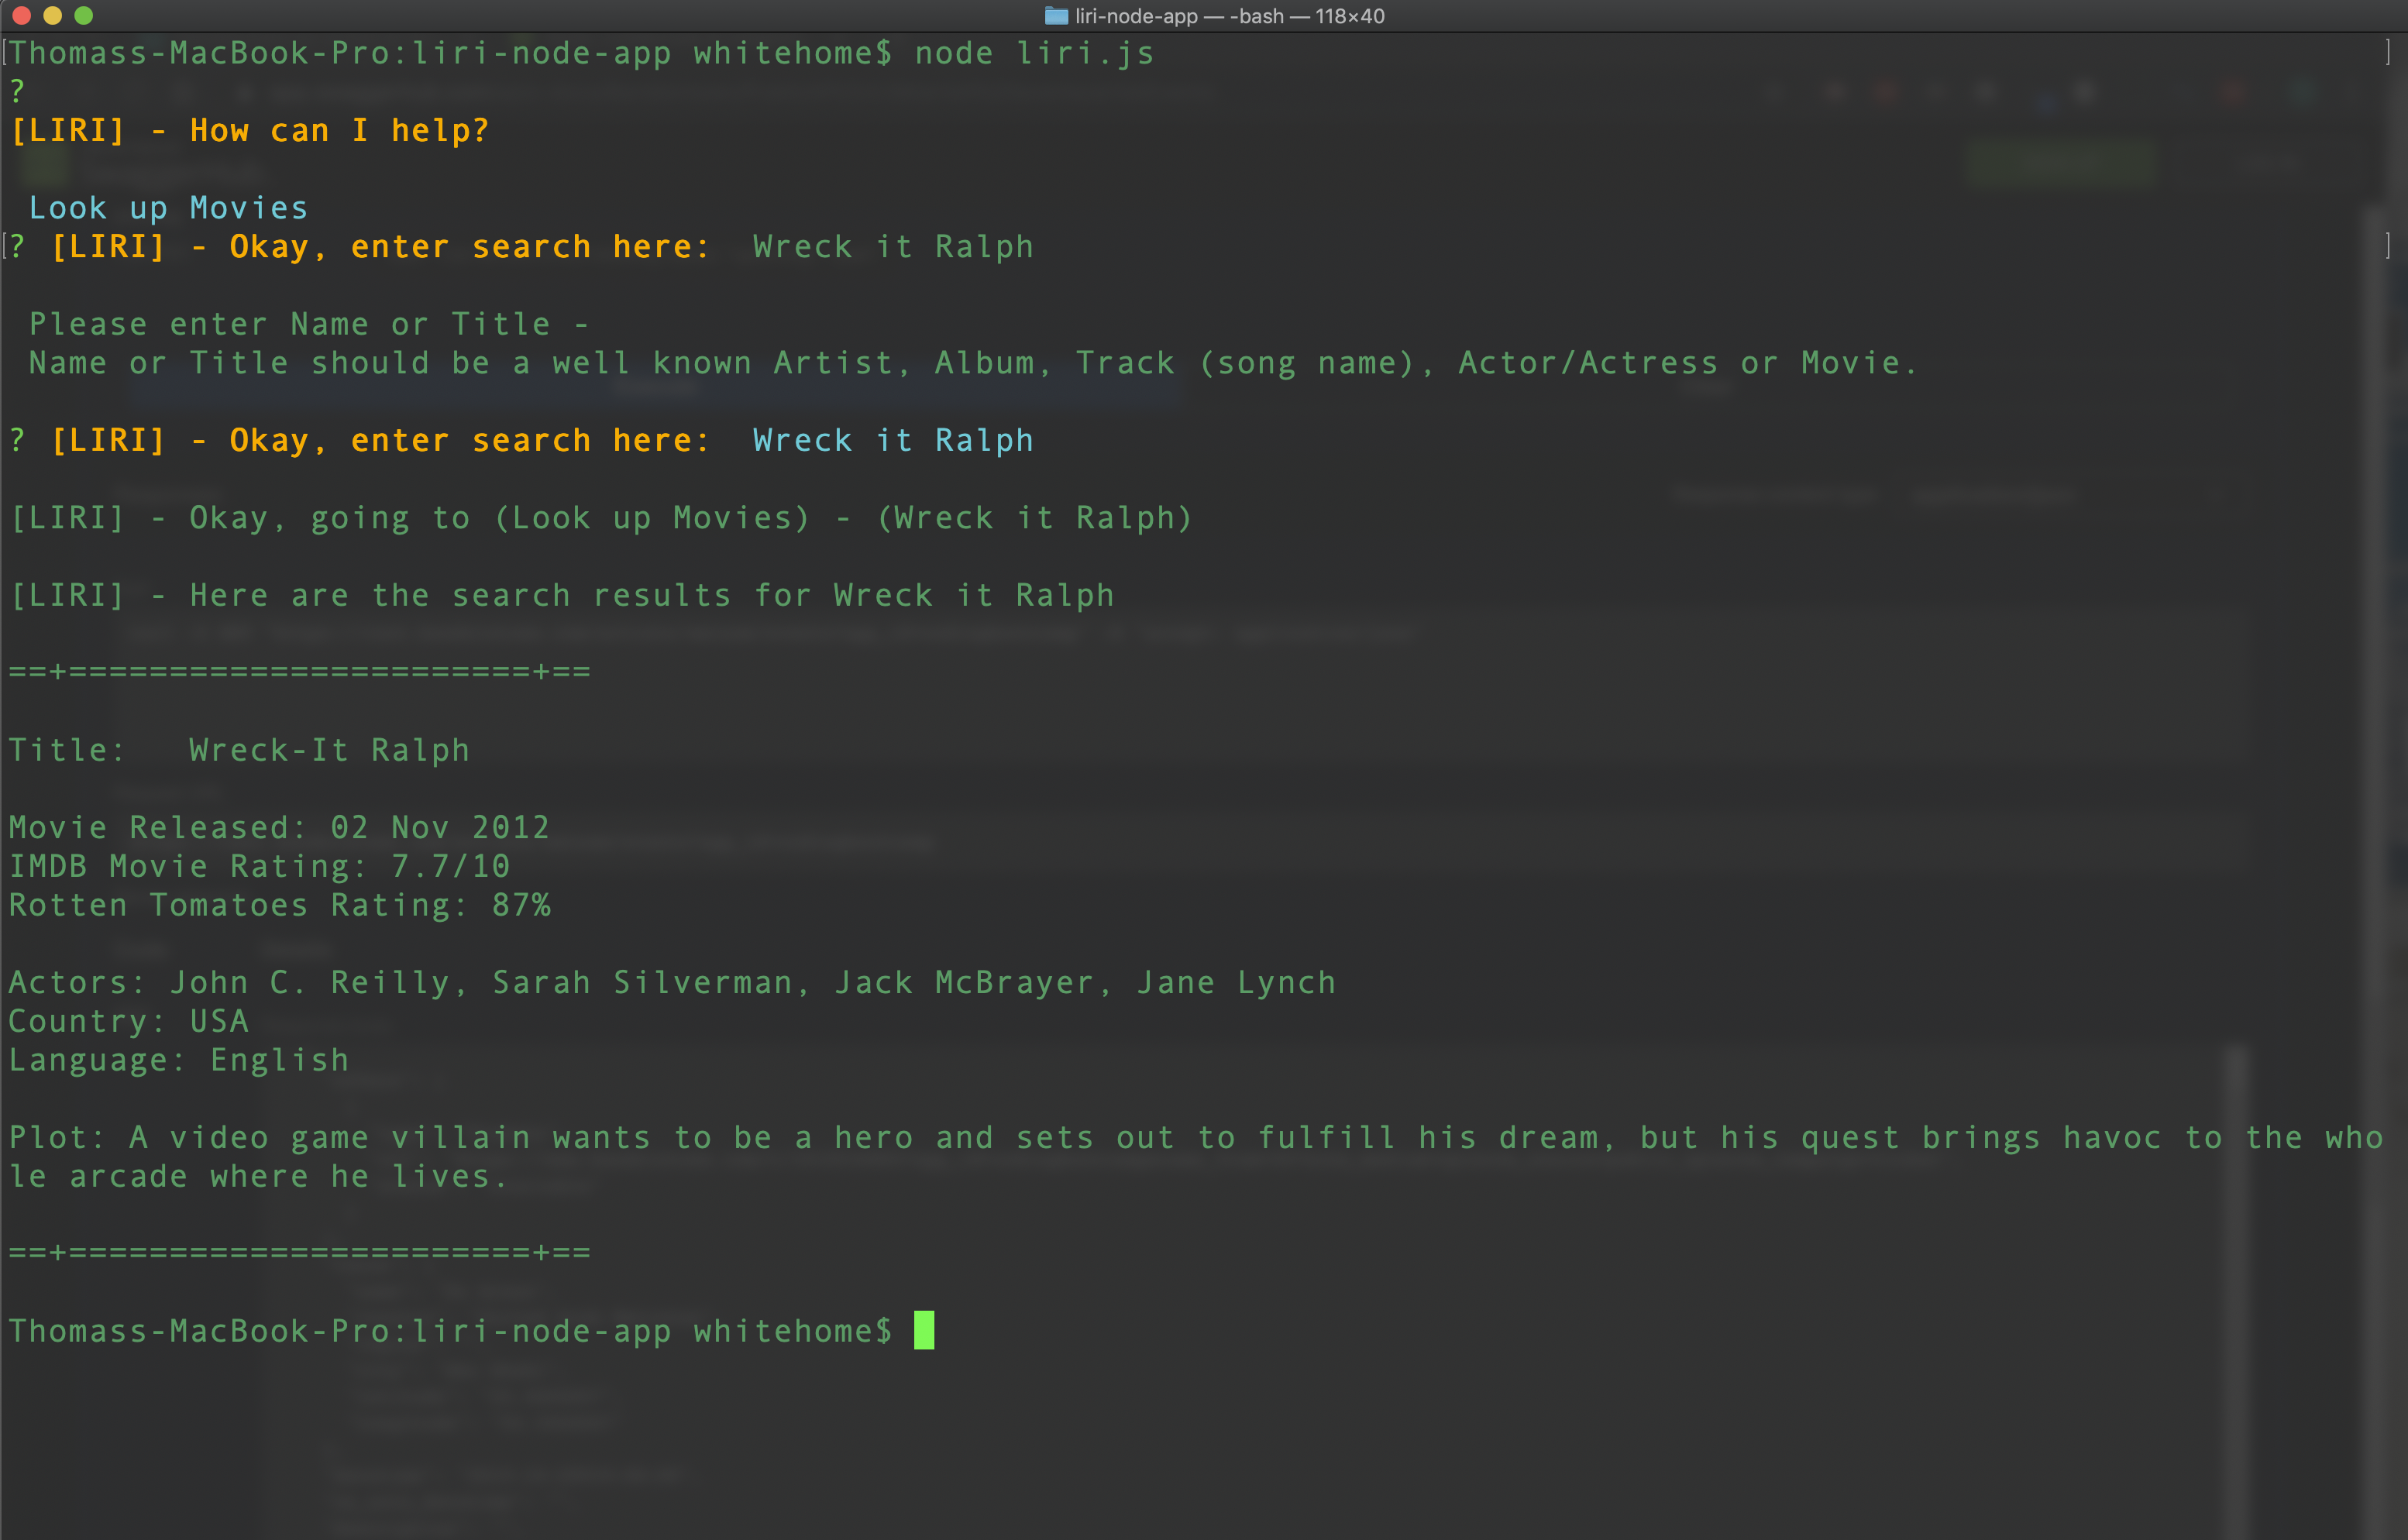 liri-node-app — -bash — 118×40
[Thomass-MacBook-Pro:liri-node-app whitehome$ node liri.js ]
?
[LIRI] - How can I help?
Look up Movies
[? [LIRI] - Okay, enter search here:  Wreck it Ralph ]
Please enter Name or Title -
Name or Title should be a well known Artist, Album, Track (song name), Actor/Actress or Movie.
? [LIRI] - Okay, enter search here:  Wreck it Ralph
[LIRI] - Okay, going to (Look up Movies) - (Wreck it Ralph)
[LIRI] - Here are the search results for Wreck it Ralph
==+=======================+==
Title:   Wreck-It Ralph
Movie Released: 02 Nov 2012
IMDB Movie Rating: 7.7/10
Rotten Tomatoes Rating: 87%
Actors: John C. Reilly, Sarah Silverman, Jack McBrayer, Jane Lynch
Country: USA
Language: English
Plot: A video game villain wants to be a hero and sets out to fulfill his dream, but his quest brings havoc to the who
le arcade where he lives.
==+=======================+==
Thomass-MacBook-Pro:liri-node-app whitehome$